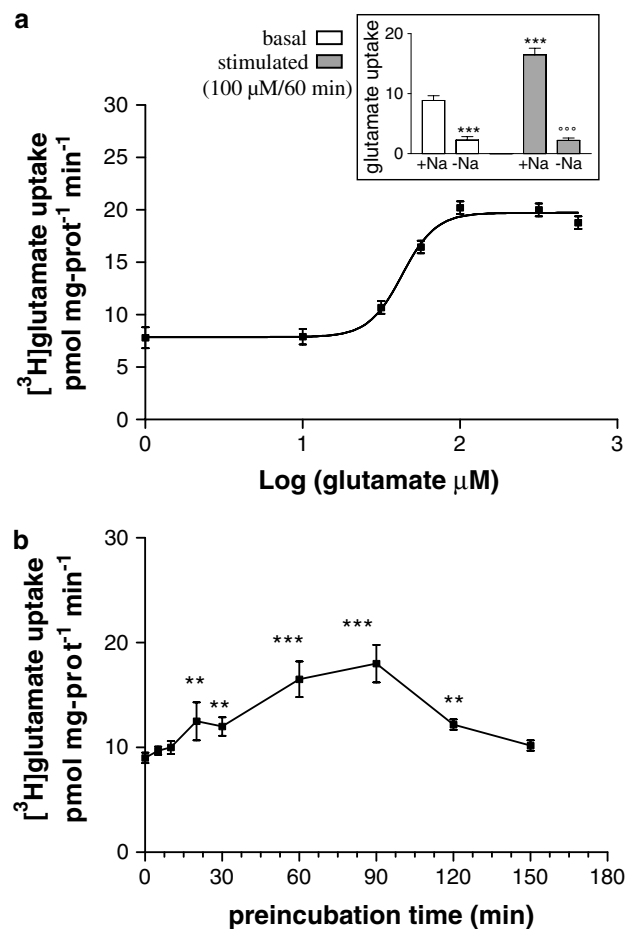 a
basal
stimulated
(100 μM/60 min)
glutamate uptake
20
10
0
***
***
°°°
+Na -Na +Na -Na
[³H]glutamate uptake
pmol mg-prot⁻¹ min⁻¹
30
25
20
15
10
5
0
0 1 2 3
Log (glutamate μM)
b
[³H]glutamate uptake
pmol mg-prot⁻¹ min⁻¹
30
20
10
0
**
**
***
***
**
0 30 60 90 120 150 180
preincubation time (min)